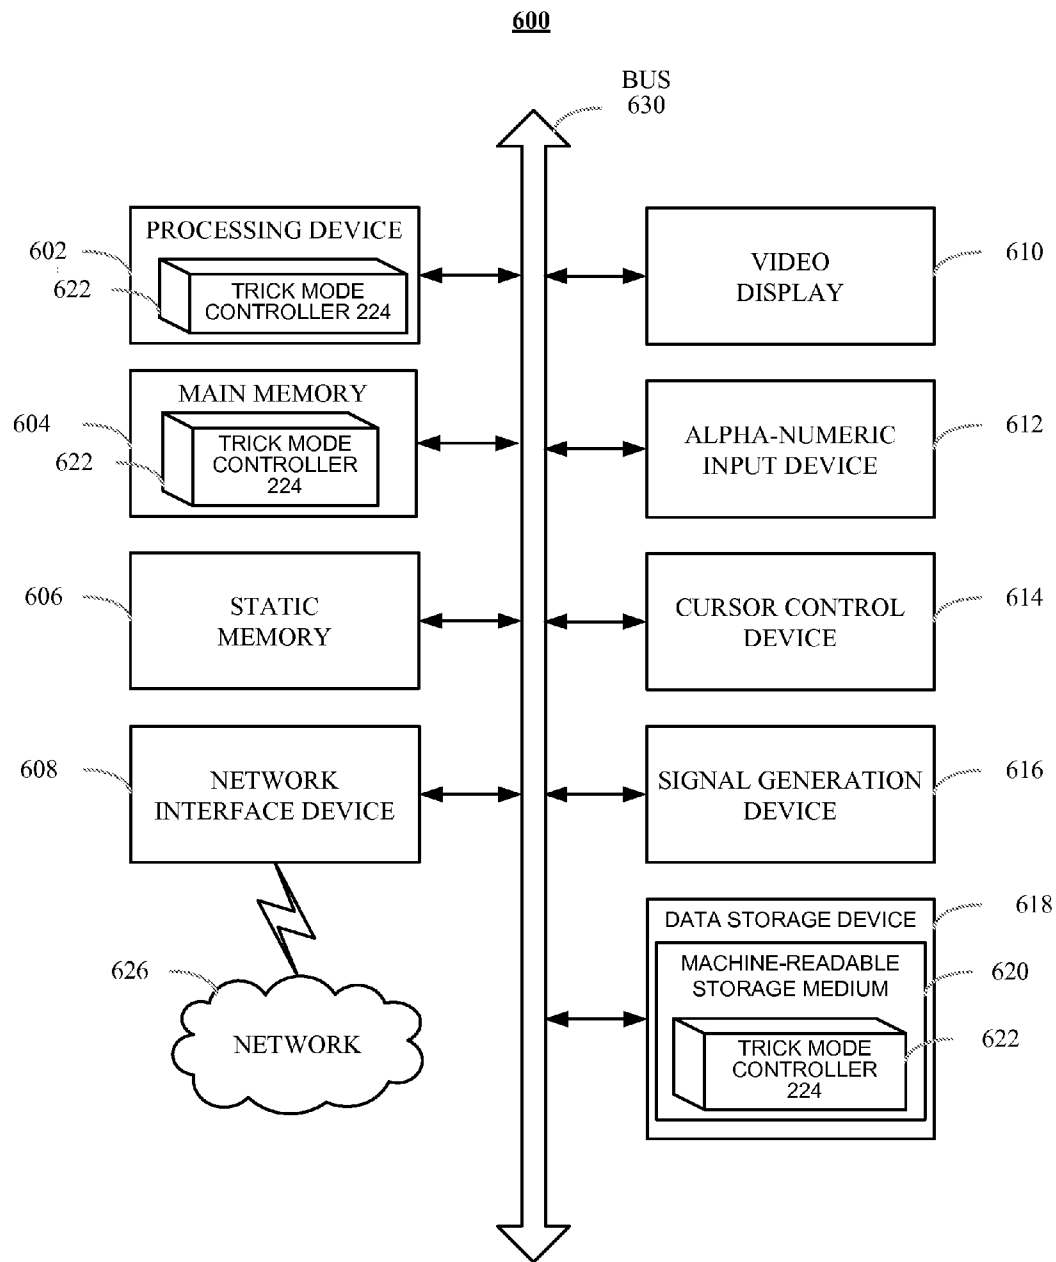 600
BUS
630
PROCESSING DEVICE
602
622
TRICK MODE
CONTROLLER 224
MAIN MEMORY
604
622
TRICK MODE
CONTROLLER
224
606
STATIC
MEMORY
608
NETWORK
INTERFACE DEVICE
626
NETWORK
VIDEO
DISPLAY
610
ALPHA-NUMERIC
INPUT DEVICE
612
CURSOR CONTROL
DEVICE
614
SIGNAL GENERATION
DEVICE
616
DATA STORAGE DEVICE
618
MACHINE-READABLE
STORAGE MEDIUM
620
TRICK MODE
CONTROLLER
224
622